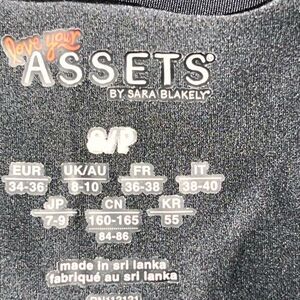 love your
ASSETS®
BY SARA BLAKELY®
S/P
EUR UK/AU FR IT
34-36 8-10 36-38 38-40
JP CN KR
7-9 160-165 55
84-86
made in sri lanka
fabriqué au sri lanka